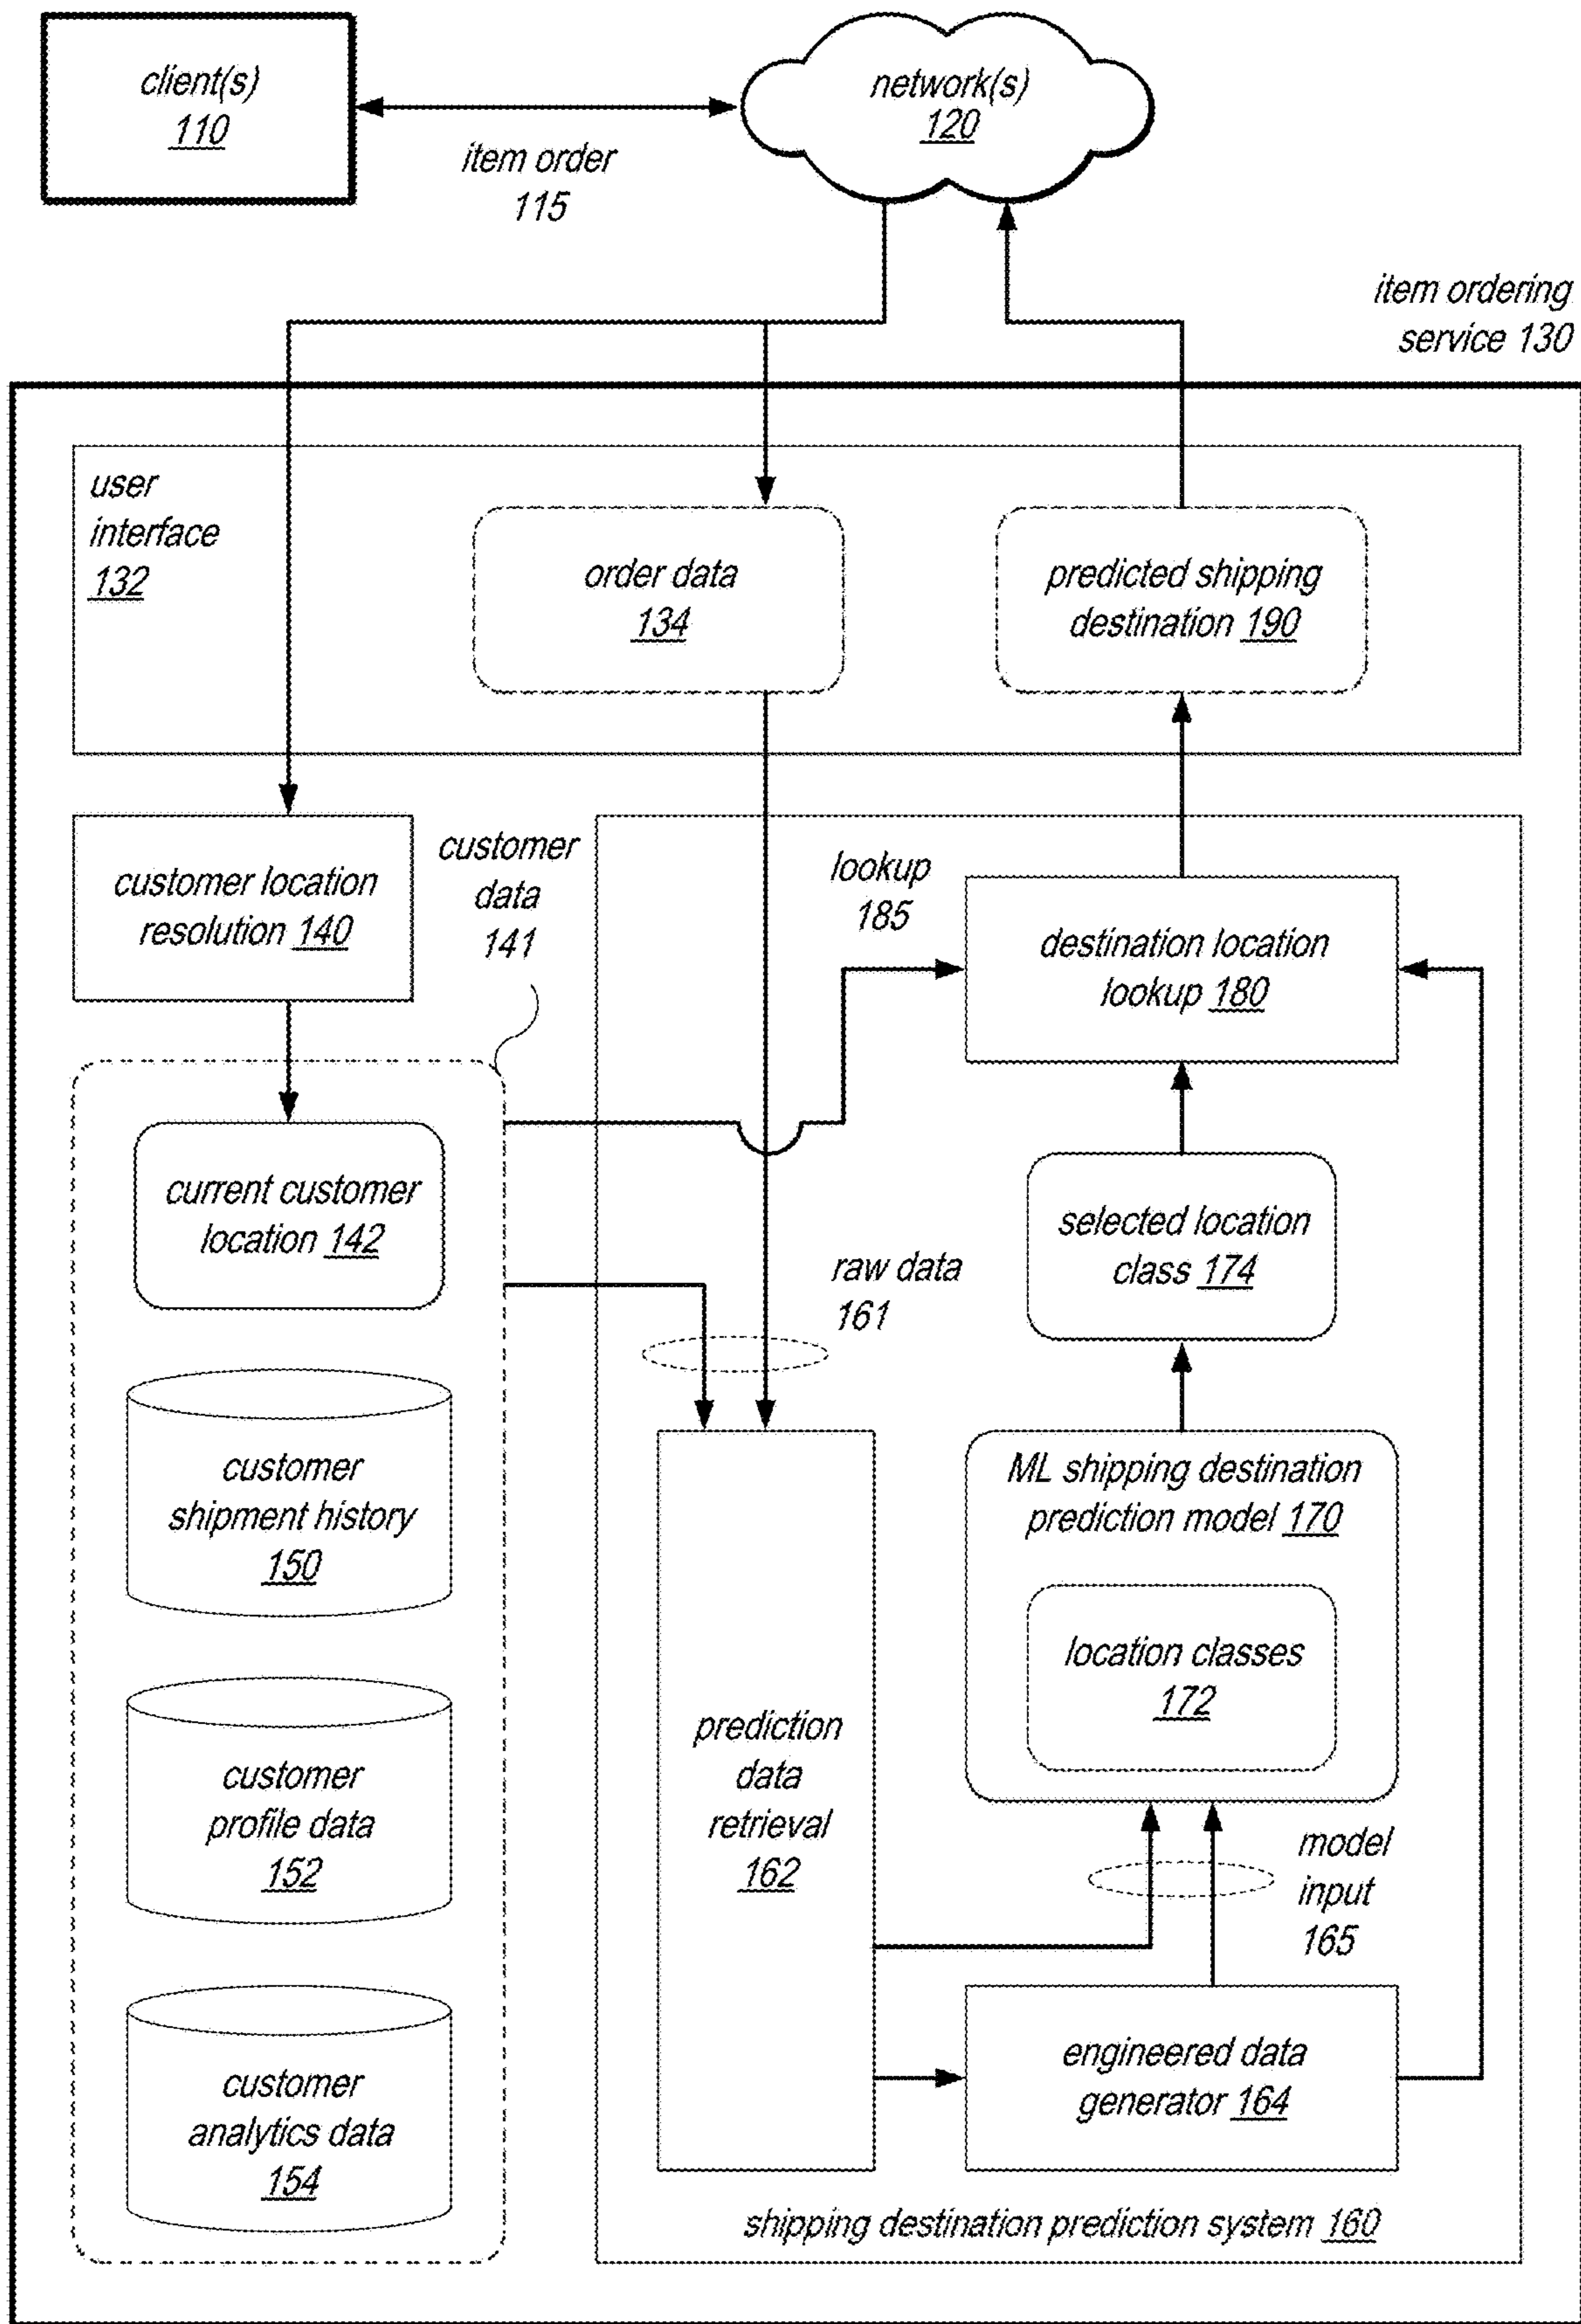 client(s)
110
network(s)
120
item order
115
item ordering
service 130
user
interface
132
order data
134
predicted shipping
destination 190
customer location
resolution 140
customer
data
141
lookup
185
destination location
lookup 180
current customer
location 142
selected location
class 174
raw data
161
customer
shipment history
150
ML shipping destination
prediction model 170
location classes
172
customer
profile data
152
prediction
data
retrieval
162
model
input
165
customer
analytics data
154
engineered data
generator 164
shipping destination prediction system 160